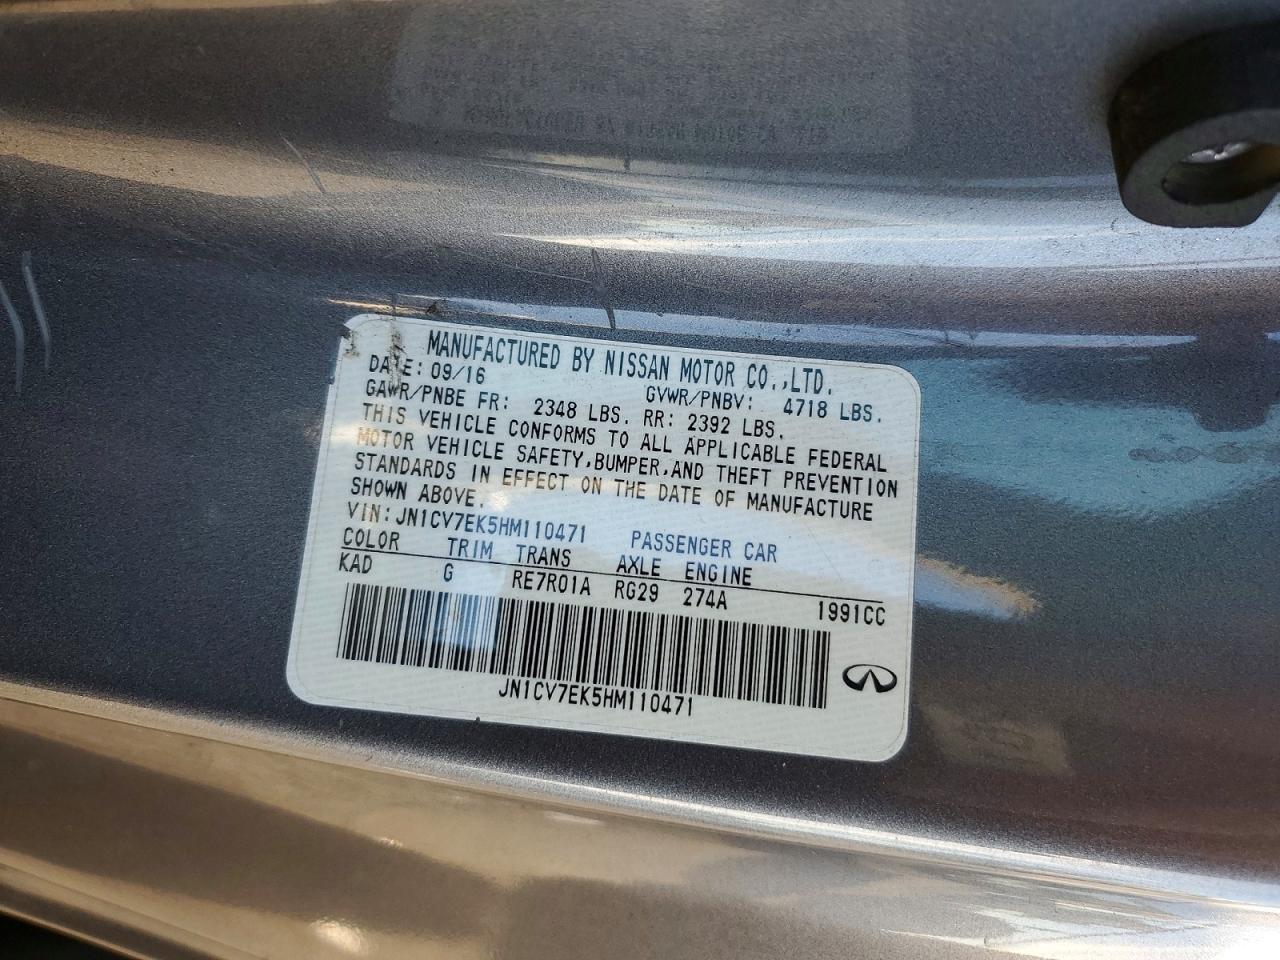 MANUFACTURED BY NISSAN MOTOR CO.,LTD.
DATE: 09/16 GVWR/PNBV: 4718 LBS.
GAWR/PNBE FR: 2348 LBS. RR: 2392 LBS.
THIS VEHICLE CONFORMS TO ALL APPLICABLE FEDERAL
MOTOR VEHICLE SAFETY,BUMPER,AND THEFT PREVENTION
STANDARDS IN EFFECT ON THE DATE OF MANUFACTURE
SHOWN ABOVE.
VIN:JN1CV7EK5HM110471 PASSENGER CAR
COLOR TRIM TRANS AXLE ENGINE
KAD G RE7R01A RG29 274A 1991CC
JN1CV7EK5HM110471